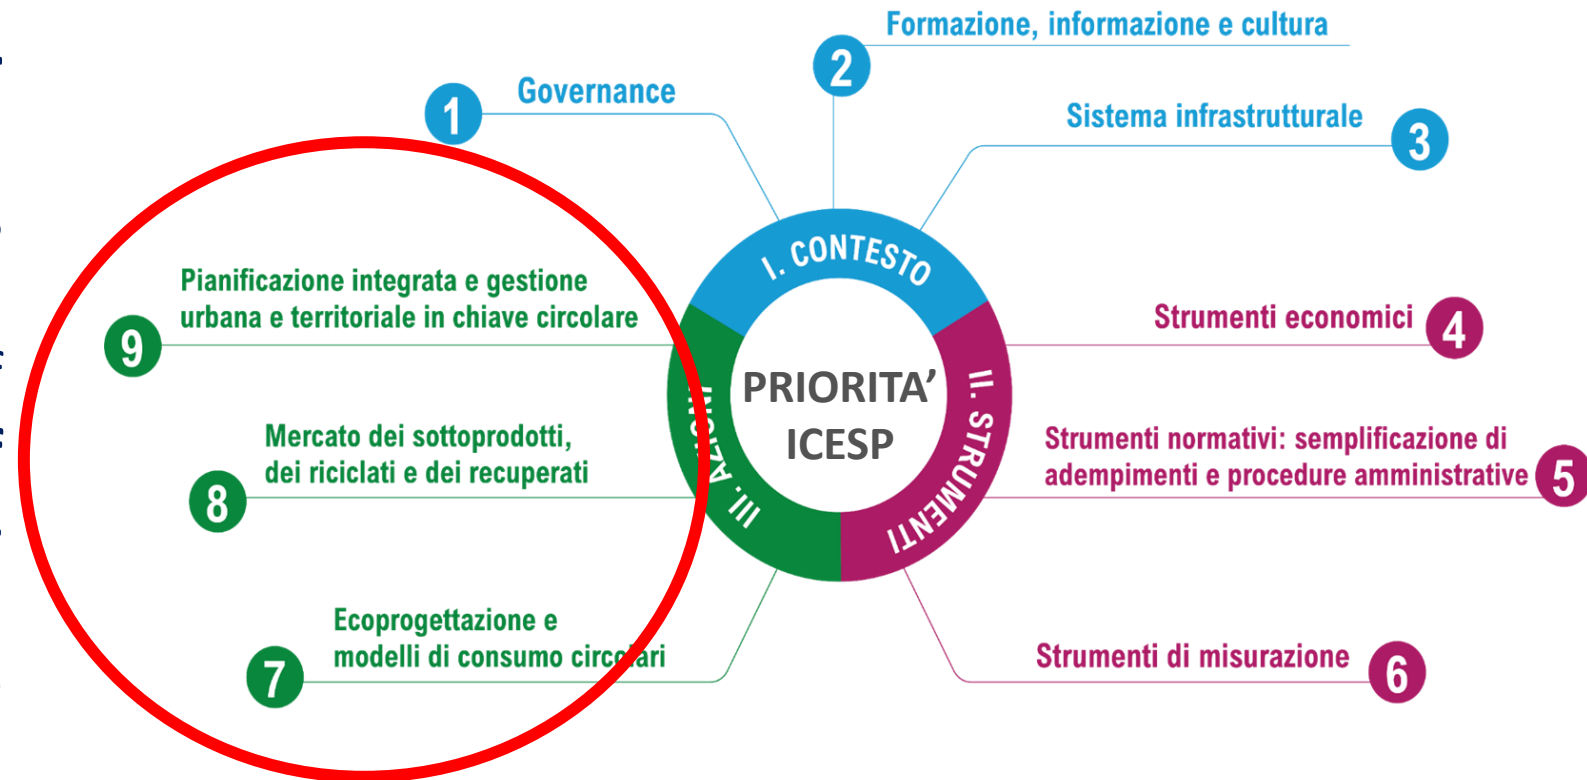 Formazione, informazione e cultura
2
Governance
1
Sistema infrastrutturale
3
I. CONTESTO
Pianificazione integrata e gestione
urbana e territoriale in chiave circolare
9
Strumenti economici
4
PRIORITA’
ICESP
II. STRUMENTI
III. AZIONI
Mercato dei sottoprodotti,
dei riciclati e dei recuperati
8
Strumenti normativi: semplificazione di
adempimenti e procedure amministrative
5
Ecoprogettazione e
modelli di consumo circolari
7
Strumenti di misurazione
6